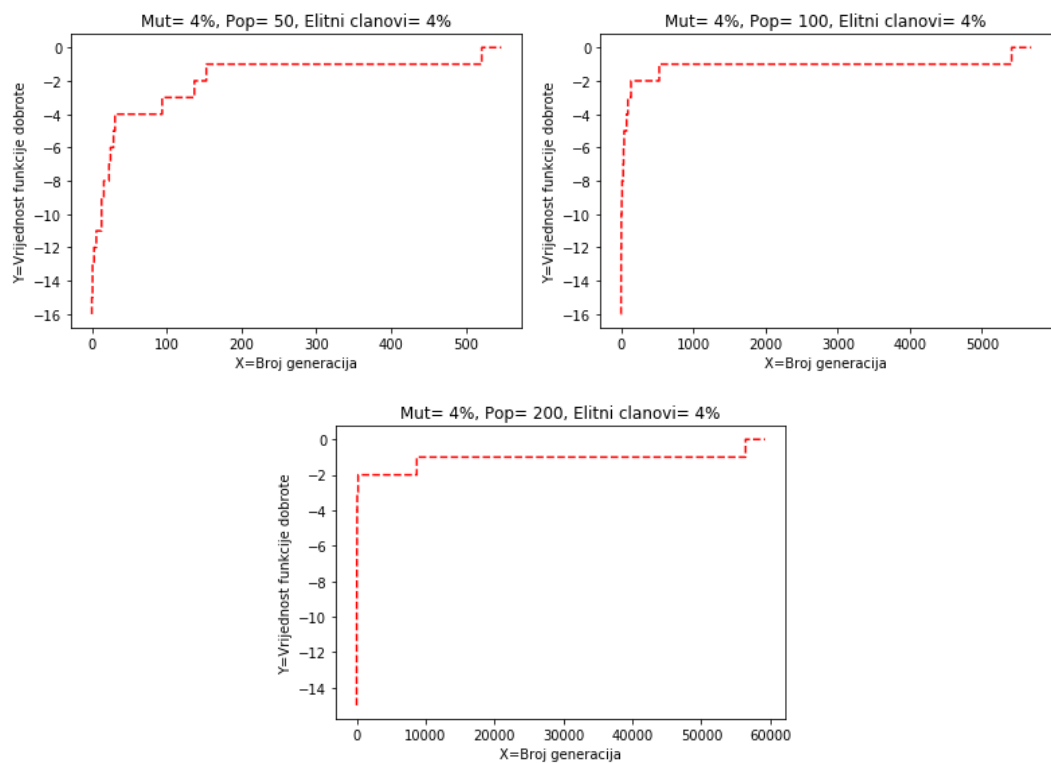 Mut= 4%, Pop= 50, Elitni clanovi= 4%
Y=Vrijednost funkcije dobrote
0
−2
−4
−6
−8
−10
−12
−14
−16
0 100 200 300 400 500
X=Broj generacija
Mut= 4%, Pop= 100, Elitni clanovi= 4%
Y=Vrijednost funkcije dobrote
0
−2
−4
−6
−8
−10
−12
−14
−16
0 1000 2000 3000 4000 5000
X=Broj generacija
Mut= 4%, Pop= 200, Elitni clanovi= 4%
Y=Vrijednost funkcije dobrote
0
−2
−4
−6
−8
−10
−12
−14
0 10000 20000 30000 40000 50000 60000
X=Broj generacija